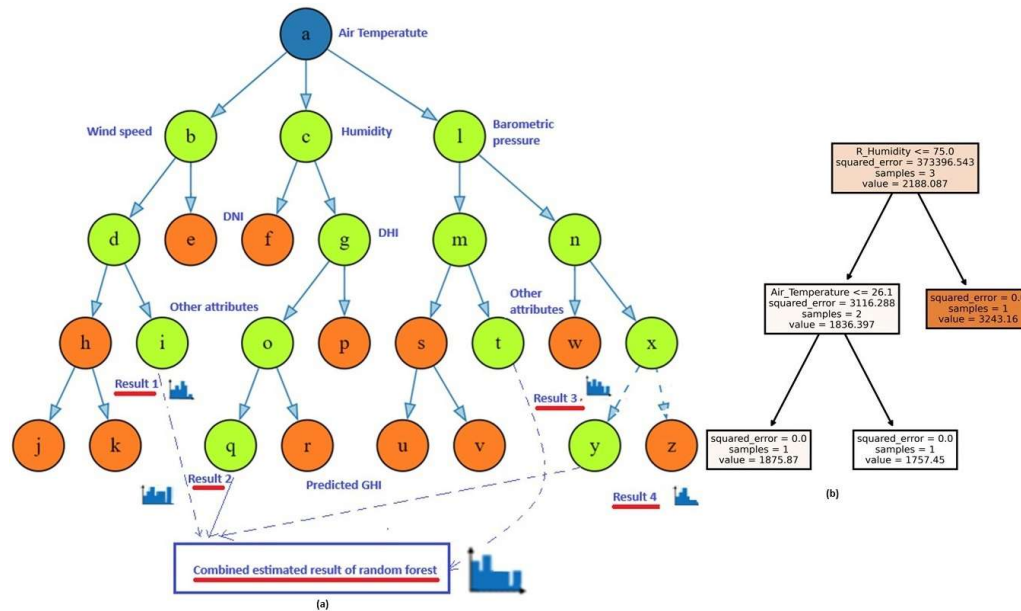 a
Air Temperatute
Wind speed
b
c
Humidity
l
Barometric
pressure
d
e
DNI
f
g
DHI
m
n
Other attributes
Other
attributes
h
i
o
p
s
t
w
x
Result 1
Result 3
j
k
q
r
u
v
y
z
Result 2
Predicted GHI
Result 4
Combined estimated result of random forest
(a)
R_Humidity <= 75.0
squared_error = 373396.543
samples = 3
value = 2188.087
Air_Temperature <= 26.1
squared_error = 3116.288
samples = 2
value = 1836.397
squared_error = 0.0
samples = 1
value = 3243.16
squared_error = 0.0
samples = 1
value = 1875.87
squared_error = 0.0
samples = 1
value = 1757.45
(b)